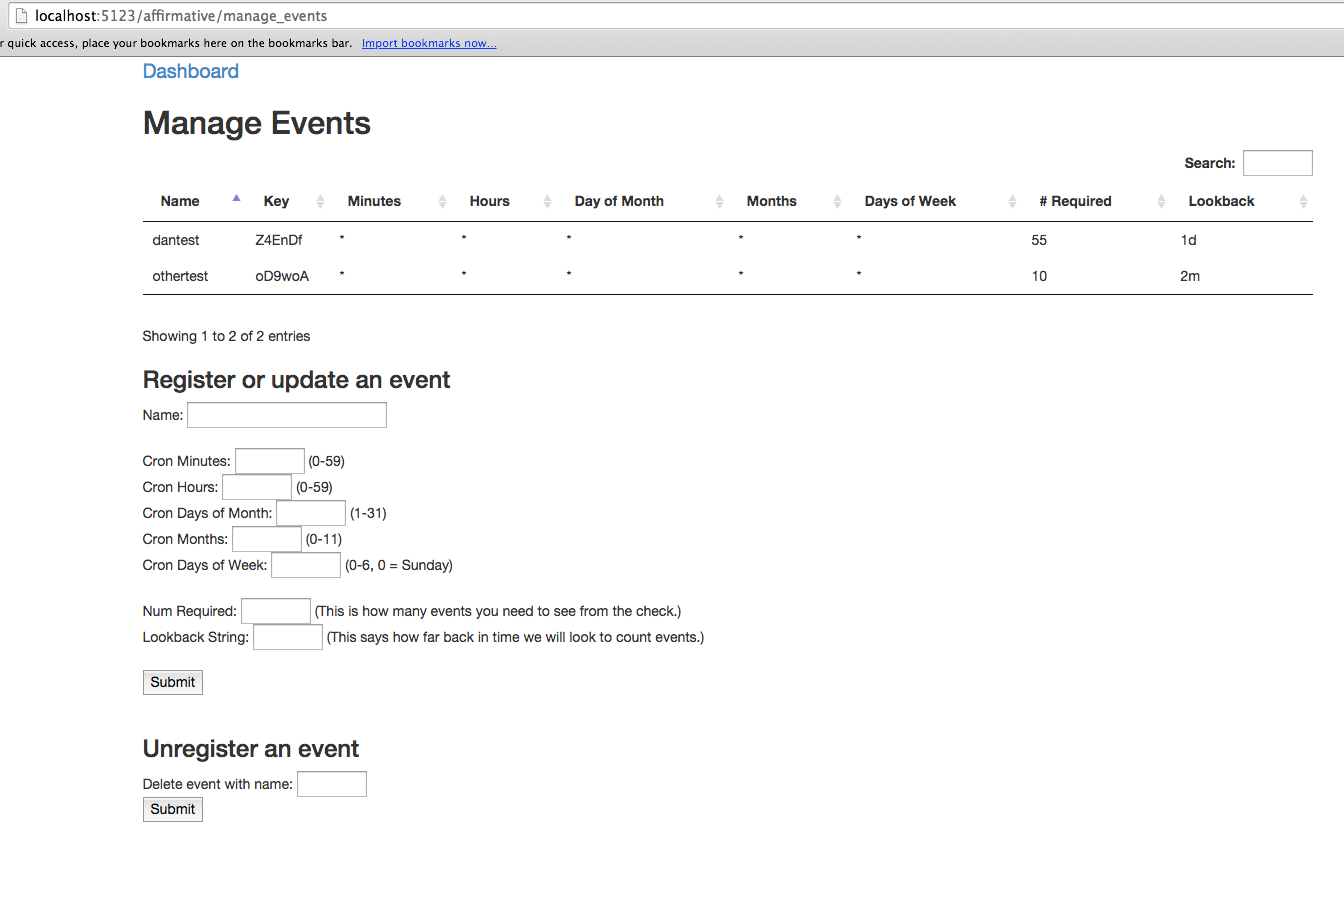 localhost:5123/affirmative/manage_events
r quick access, place your bookmarks here on the bookmarks bar. Import bookmarks now...
Dashboard
Manage Events
Search:
Name Key Minutes Hours Day of Month Months Days of Week # Required Lookback
dantest Z4EnDf * * * * * 55 1d
othertest oD9woA * * * * * 10 2m
Showing 1 to 2 of 2 entries
Register or update an event
Name:
Cron Minutes: (0-59)
Cron Hours: (0-59)
Cron Days of Month: (1-31)
Cron Months: (0-11)
Cron Days of Week: (0-6, 0 = Sunday)
Num Required: (This is how many events you need to see from the check.)
Lookback String: (This says how far back in time we will look to count events.)
Submit
Unregister an event
Delete event with name:
Submit